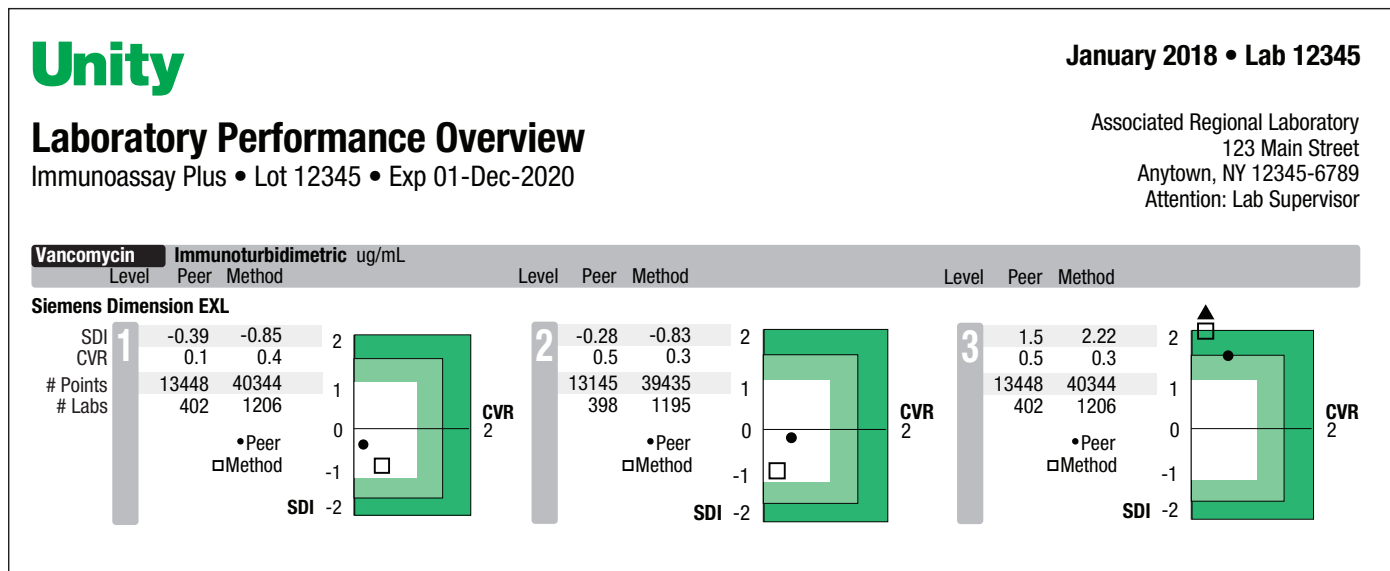 Unity
January 2018 • Lab 12345
Laboratory Performance Overview
Immunoassay Plus • Lot 12345 • Exp 01-Dec-2020
Associated Regional Laboratory
123 Main Street
Anytown, NY 12345-6789
Attention: Lab Supervisor
Vancomycin Immunoturbidimetric ug/mL
Level Peer Method Level Peer Method Level Peer Method
Siemens Dimension EXL
1
SDI -0.39 -0.85
CVR 0.1 0.4
# Points 13448 40344
# Labs 402 1206
•Peer
□Method
2
1
0
-1
SDI -2
CVR
2
2
-0.28 -0.83
0.5 0.3
13145 39435
398 1195
•Peer
□Method
2
1
0
-1
SDI -2
CVR
2
3
1.5 2.22
0.5 0.3
13448 40344
402 1206
•Peer
□Method
2
1
0
-1
SDI -2
CVR
2